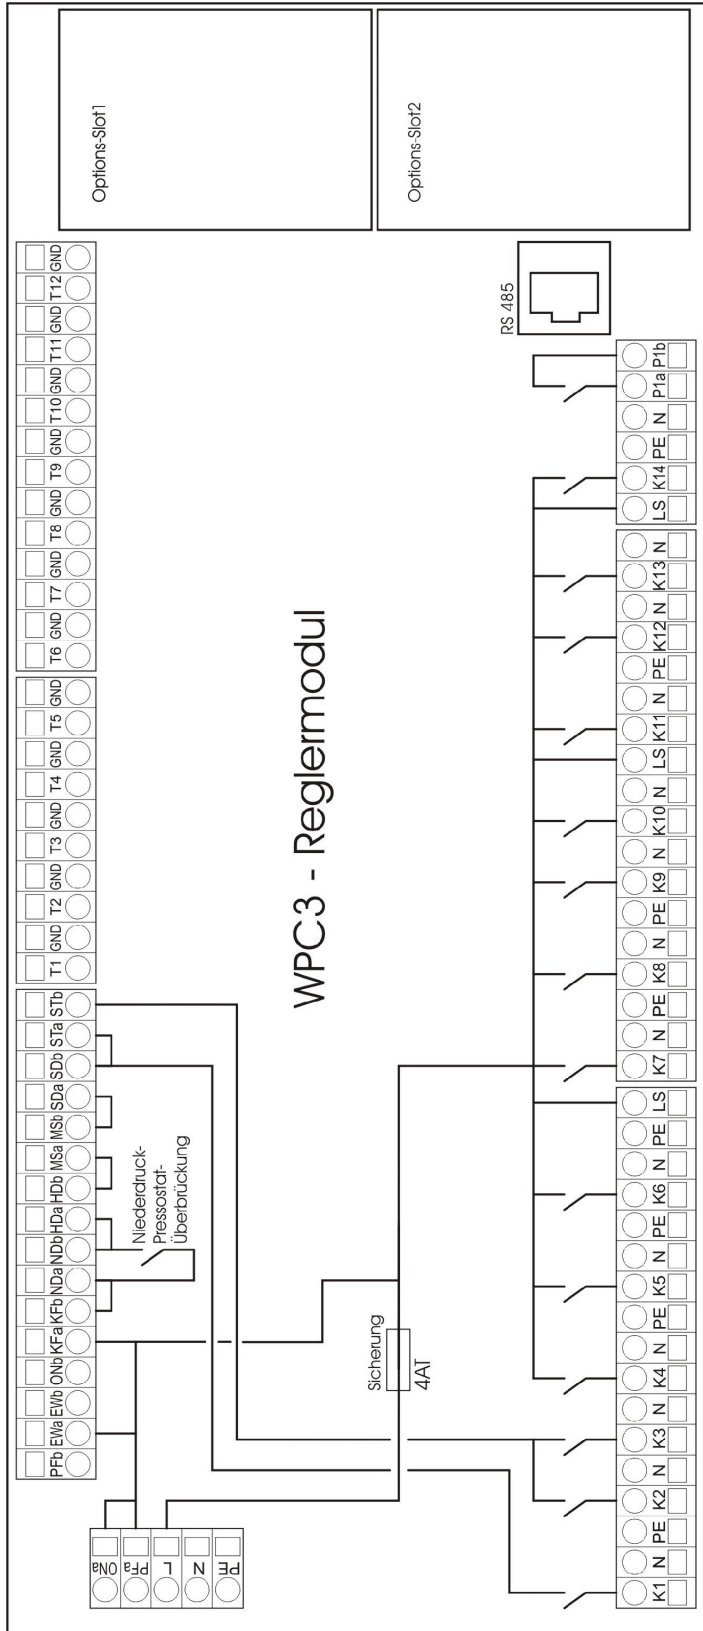 Options-Slot1
Options-Slot2
RS 485
WPC3 - Reglermodul
PFb EWa EWb ONb KFa KFb NDa NDb HDa HDb MSa MSb SDa SDb STa STb
T1 GND T2 GND T3 GND T4 GND T5 GND
T6 GND T7 GND T8 GND T9 GND T10 GND T11 GND T12 GND
Niederdruck-
Pressostat-
Überbrückung
Sicherung
4AT
ONa
PFa
L
N
PE
K1 N PE K2 N K3 N K4 N PE K5 N PE K6 N PE LS
K7 N PE K8 N PE K9 N K10 N LS K11 N PE K12 N K13 N
LS K14 PE N P1a P1b